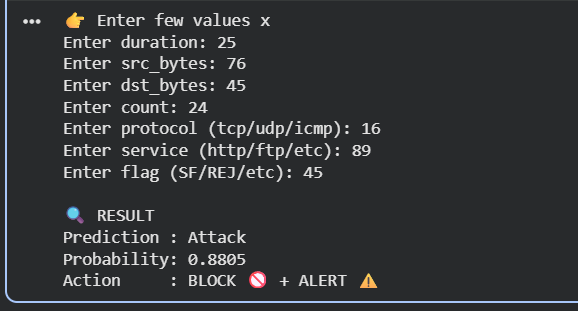 ••• 👉 Enter few values x
Enter duration: 25
Enter src_bytes: 76
Enter dst_bytes: 45
Enter count: 24
Enter protocol (tcp/udp/icmp): 16
Enter service (http/ftp/etc): 89
Enter flag (SF/REJ/etc): 45
🔍 RESULT
Prediction : Attack
Probability: 0.8805
Action     : BLOCK 🚫 + ALERT ⚠️